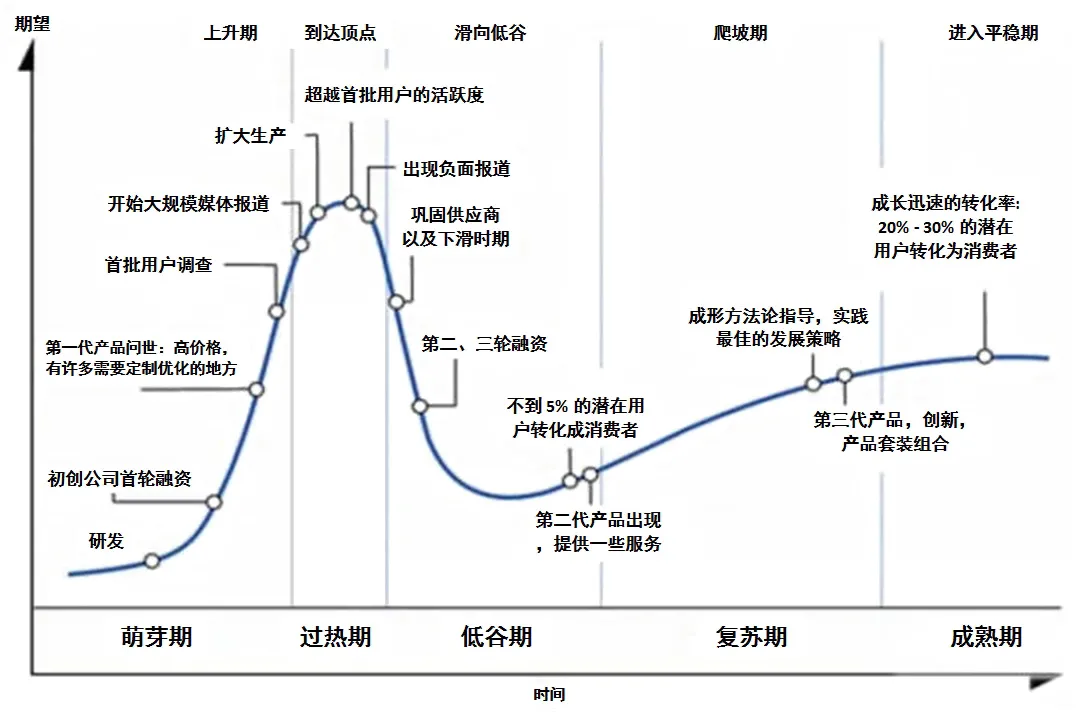 期望
上升期
到达顶点
滑向低谷
爬坡期
进入平稳期
超越首批用户的活跃度
扩大生产
出现负面报道
开始大规模媒体报道
巩固供应商
以及下滑时期
成长迅速的转化率:
20% - 30% 的潜在
用户转化为消费者
首批用户调查
第一代产品问世：高价格，
有许多需要定制优化的地方
第二、三轮融资
成形方法论指导，实践
最佳的发展策略
不到 5% 的潜在用
户转化成消费者
第三代产品，创新，
产品套装组合
初创公司首轮融资
第二代产品出现
，提供一些服务
研发
萌芽期
过热期
低谷期
复苏期
成熟期
时间